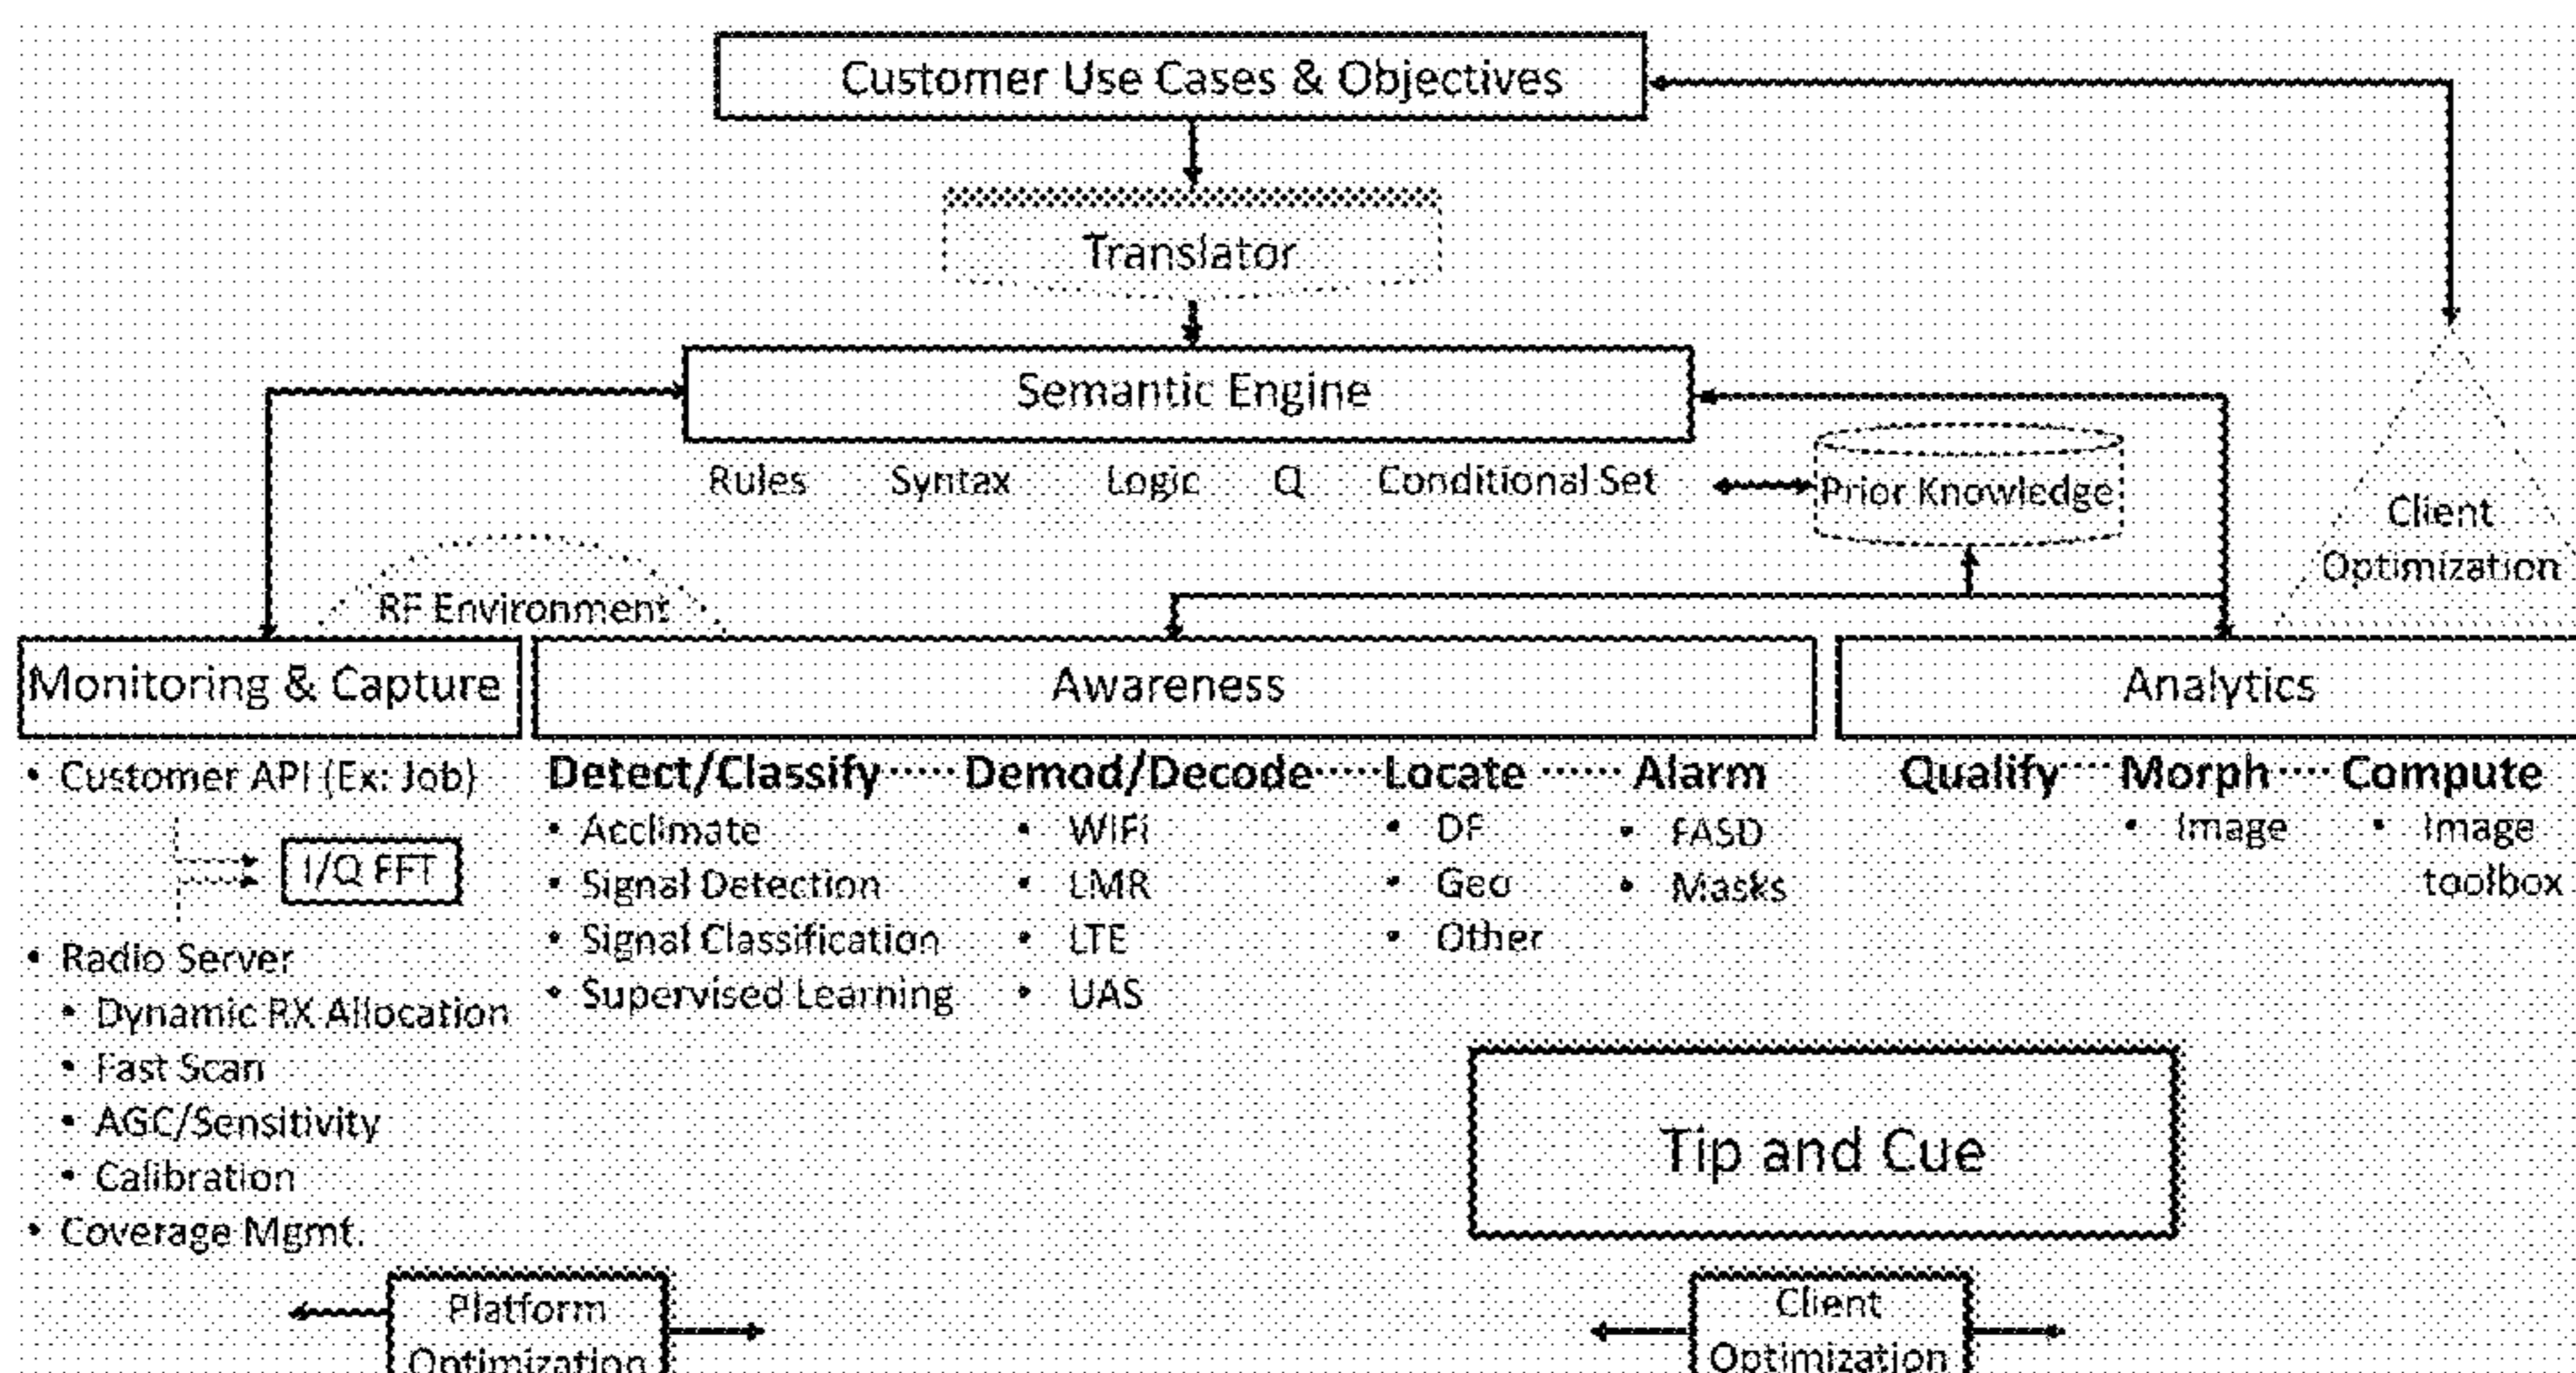 Customer Use Cases & Objectives
Translator
Semantic Engine
Rules Syntax Logic Q Conditional Set
Prior Knowledge
Client
Optimization
RF Environment
Monitoring & Capture
Awareness
Analytics
• Customer API (Ex: Job)
I/Q FFT
• Radio Server
• Dynamic RX Allocation
• Fast Scan
• AGC/Sensitivity
• Calibration
• Coverage Mgmt.
Detect/Classify
• Acclimate
• Signal Detection
• Signal Classification
• Supervised Learning
Demod/Decode
• WiFi
• LMR
• LTE
• UAS
Locate
• DF
• Geo
• Other
Alarm
• FASD
• Masks
Qualify
Morph
• Image
Compute
• Image
toolbox
Tip and Cue
Platform
Optimization
Client
Optimization